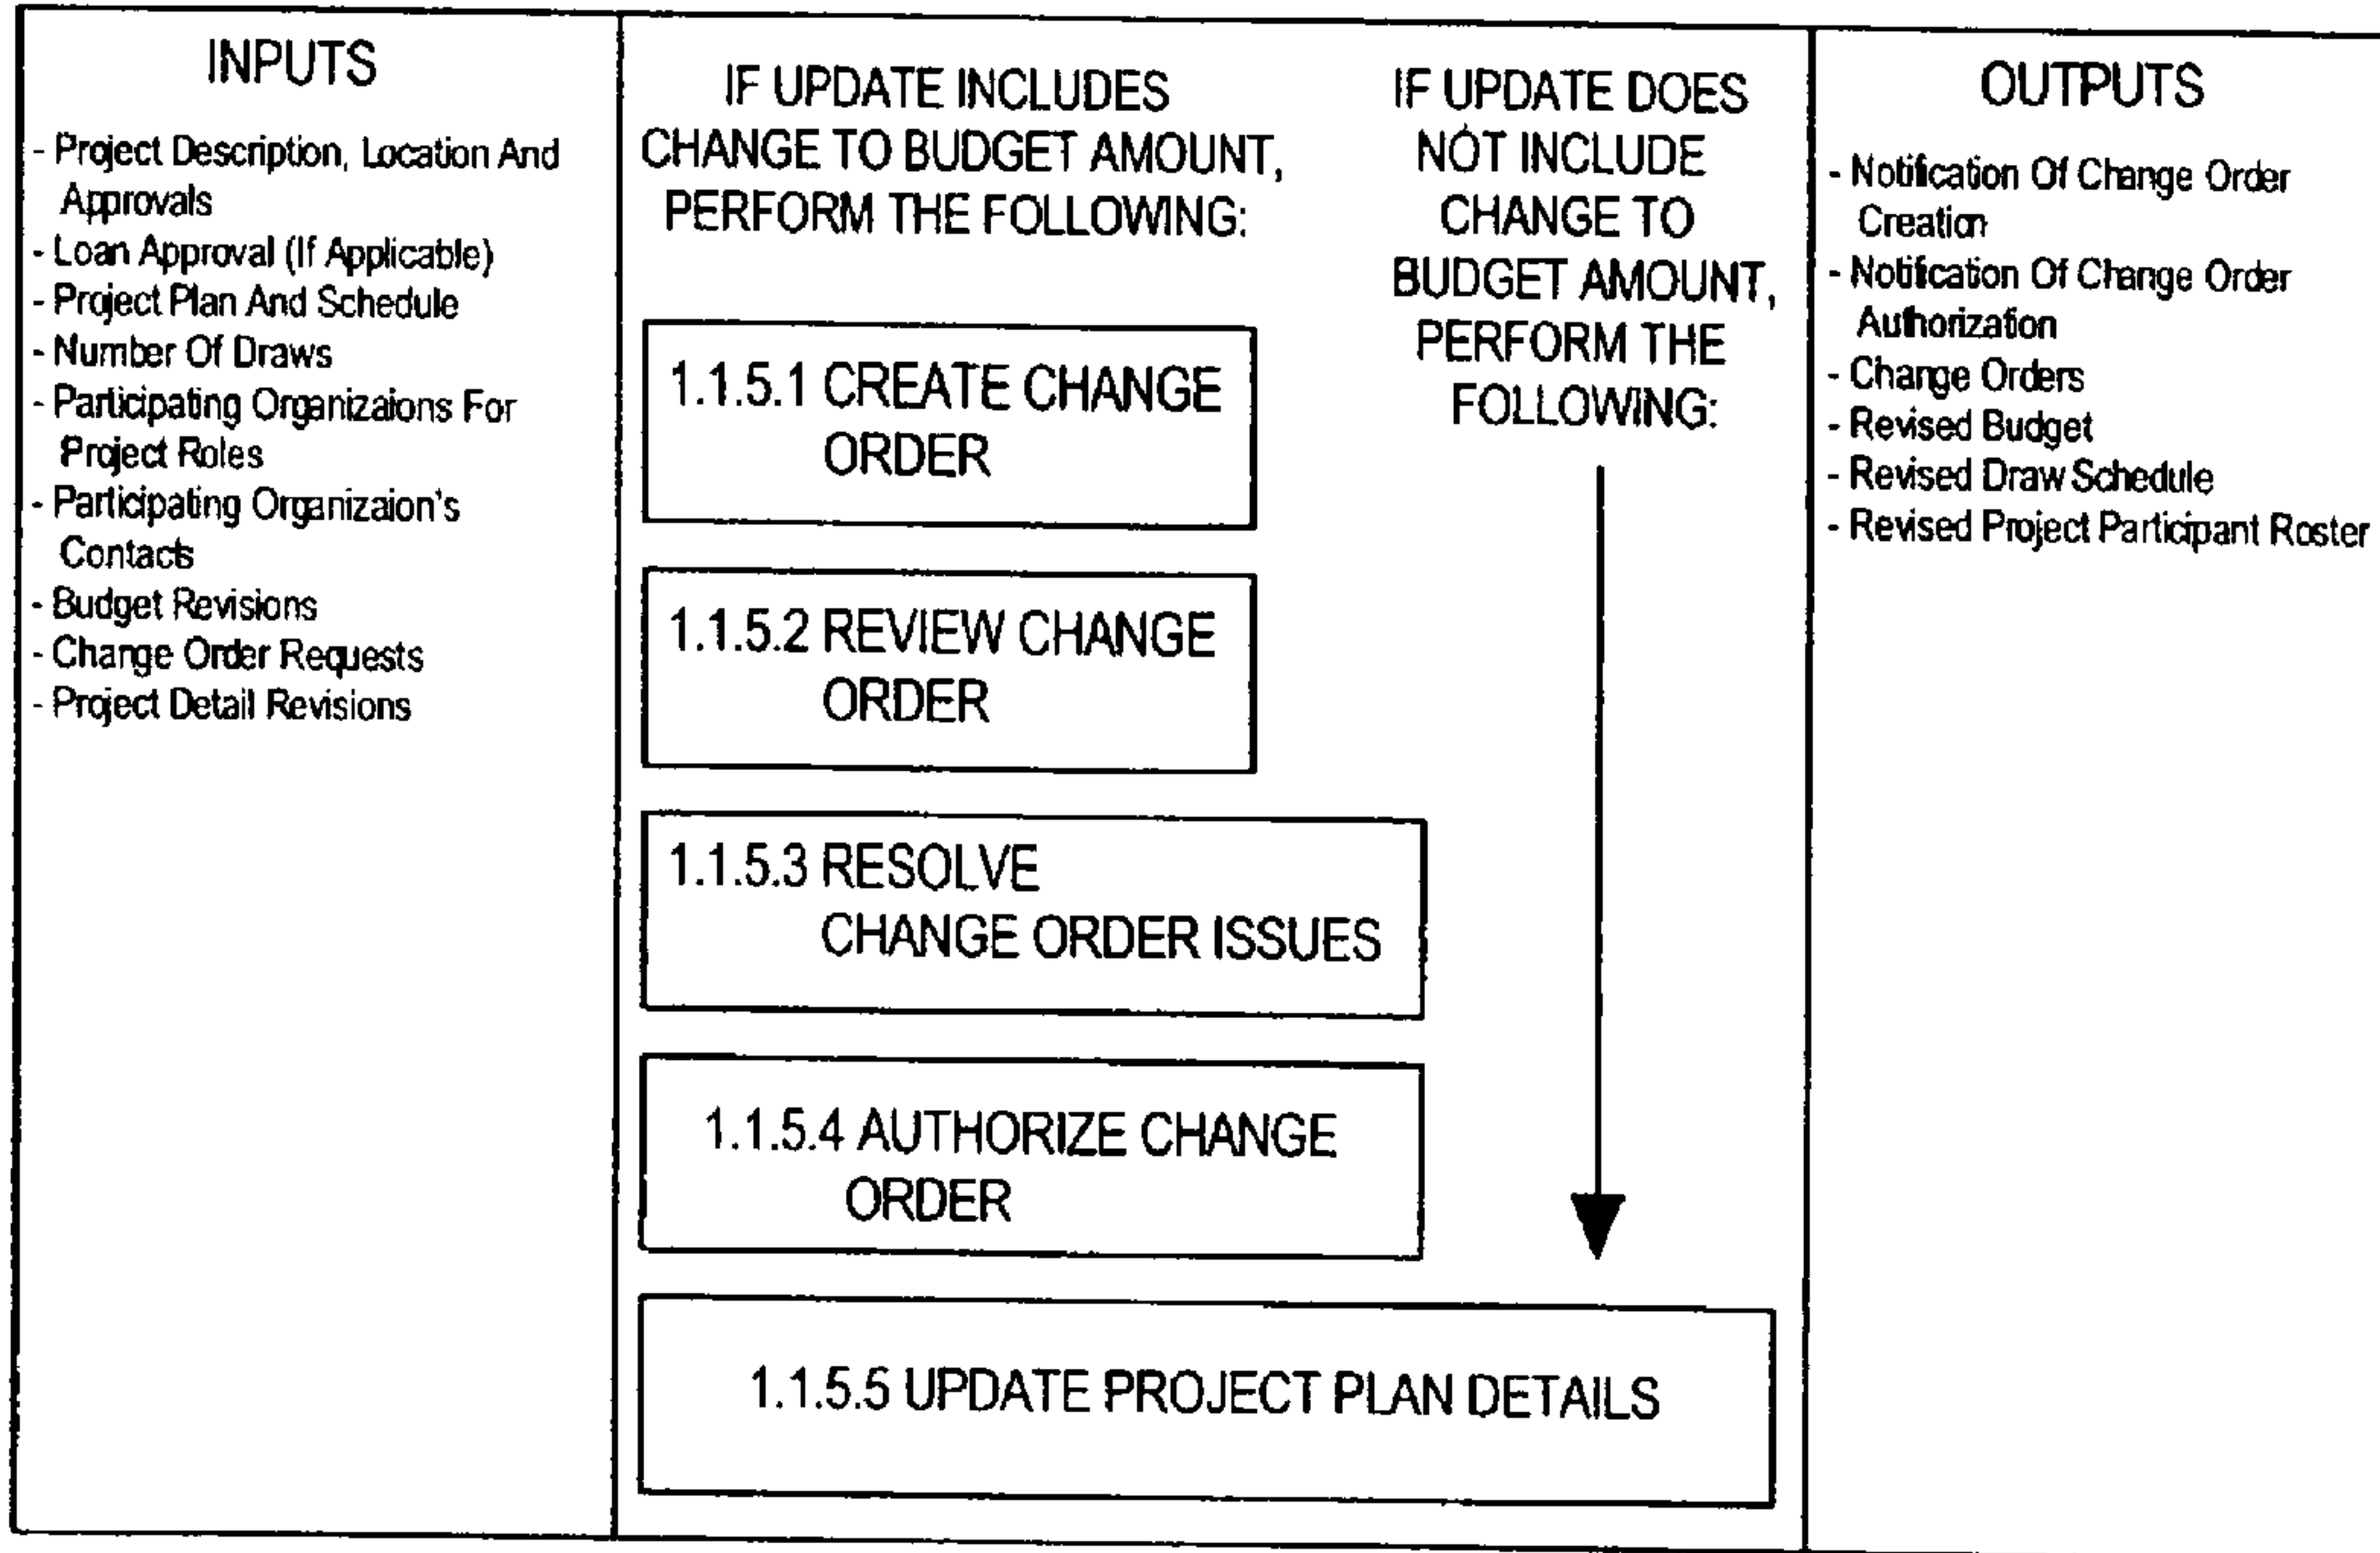 INPUTS
- Project Description, Location And
Approvals
- Loan Approval (If Applicable)
- Project Plan And Schedule
- Number Of Draws
- Participating Organizaions For
Project Roles
- Participating Organizaion's
Contacts
- Budget Revisions
- Change Order Requests
- Project Detail Revisions
IF UPDATE INCLUDES
CHANGE TO BUDGET AMOUNT,
PERFORM THE FOLLOWING:
1.1.5.1 CREATE CHANGE
ORDER
1.1.5.2 REVIEW CHANGE
ORDER
1.1.5.3 RESOLVE
CHANGE ORDER ISSUES
1.1.5.4 AUTHORIZE CHANGE
ORDER
IF UPDATE DOES
NOT INCLUDE
CHANGE TO
BUDGET AMOUNT,
PERFORM THE
FOLLOWING:
1.1.5.5 UPDATE PROJECT PLAN DETAILS
OUTPUTS
- Notification Of Change Order
Creation
- Notification Of Change Order
Authorization
- Change Orders
- Revised Budget
- Revised Draw Schedule
- Revised Project Participant Roster